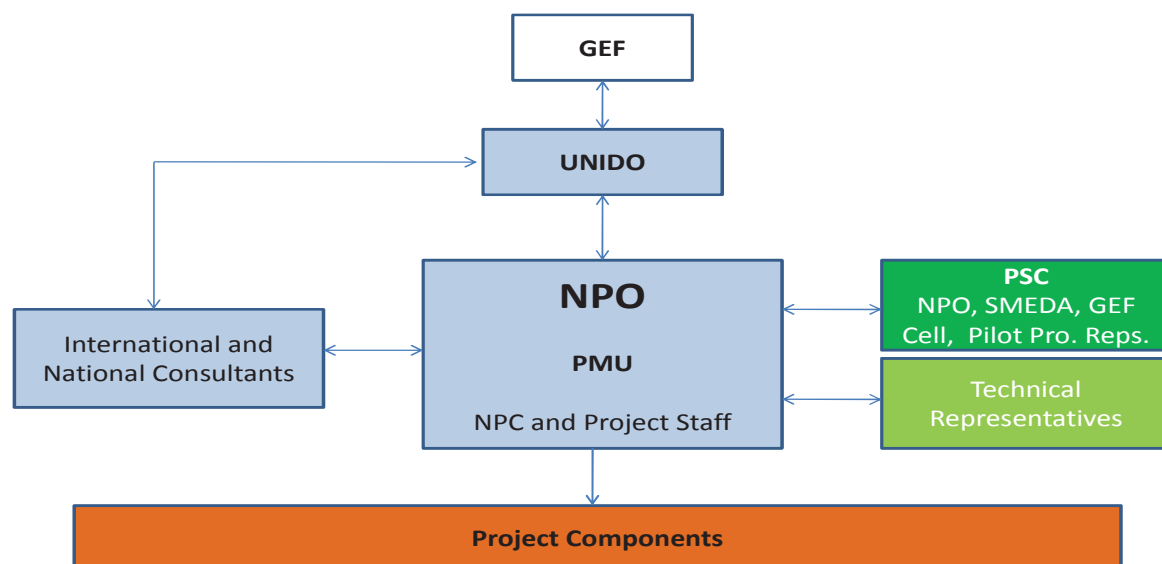 GEF
UNIDO
NPO
PMU
NPC and Project Staff
PSC
NPO, SMEDA, GEF
Cell, Pilot Pro. Reps.
International and
National Consultants
Technical
Representatives
Project Components